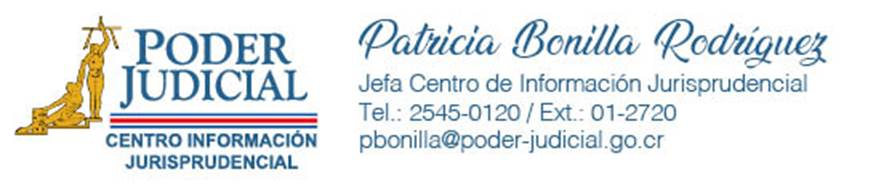 PODER
JUDICIAL
CENTRO INFORMACIÓN
JURISPRUDENCIAL
Patricia Bonilla Rodríguez
Jefa Centro de Información Jurisprudencial
Tel.: 2545-0120 / Ext.: 01-2720
pbonilla@poder-judicial.go.cr